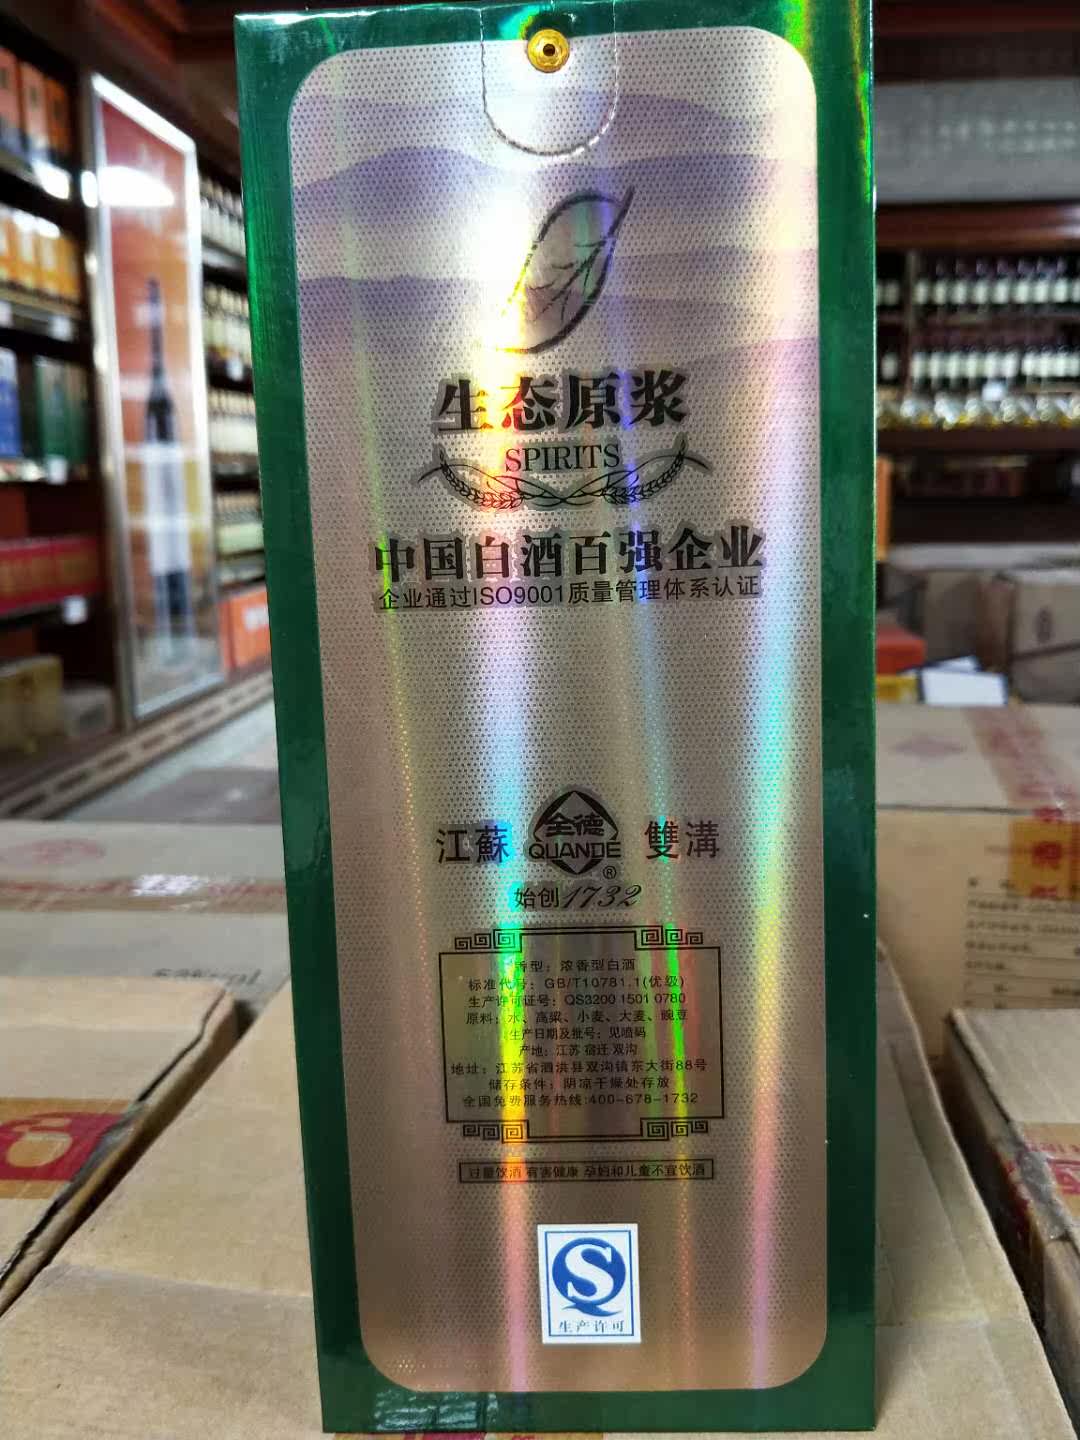 生态原浆
SPIRITS
中国白酒百强企业
企业通过ISO9001质量管理体系认证
江蘇 全德 雙溝
QUANDE
®
始创1732
香型：浓香型白酒
标准代号：GB/T10781.1(优级)
生产许可证号：QS3200 1501 0780
原料：水、高粱、小麦、大麦、豌豆
生产日期及批号：见喷码
产地：江苏 宿迁 双沟
地址：江苏省泗洪县双沟镇东大街88号
储存条件：阴凉干燥处存放
全国免费服务热线:400-678-1732
过量饮酒 有害健康 孕妇和儿童不宜饮酒
生产许可